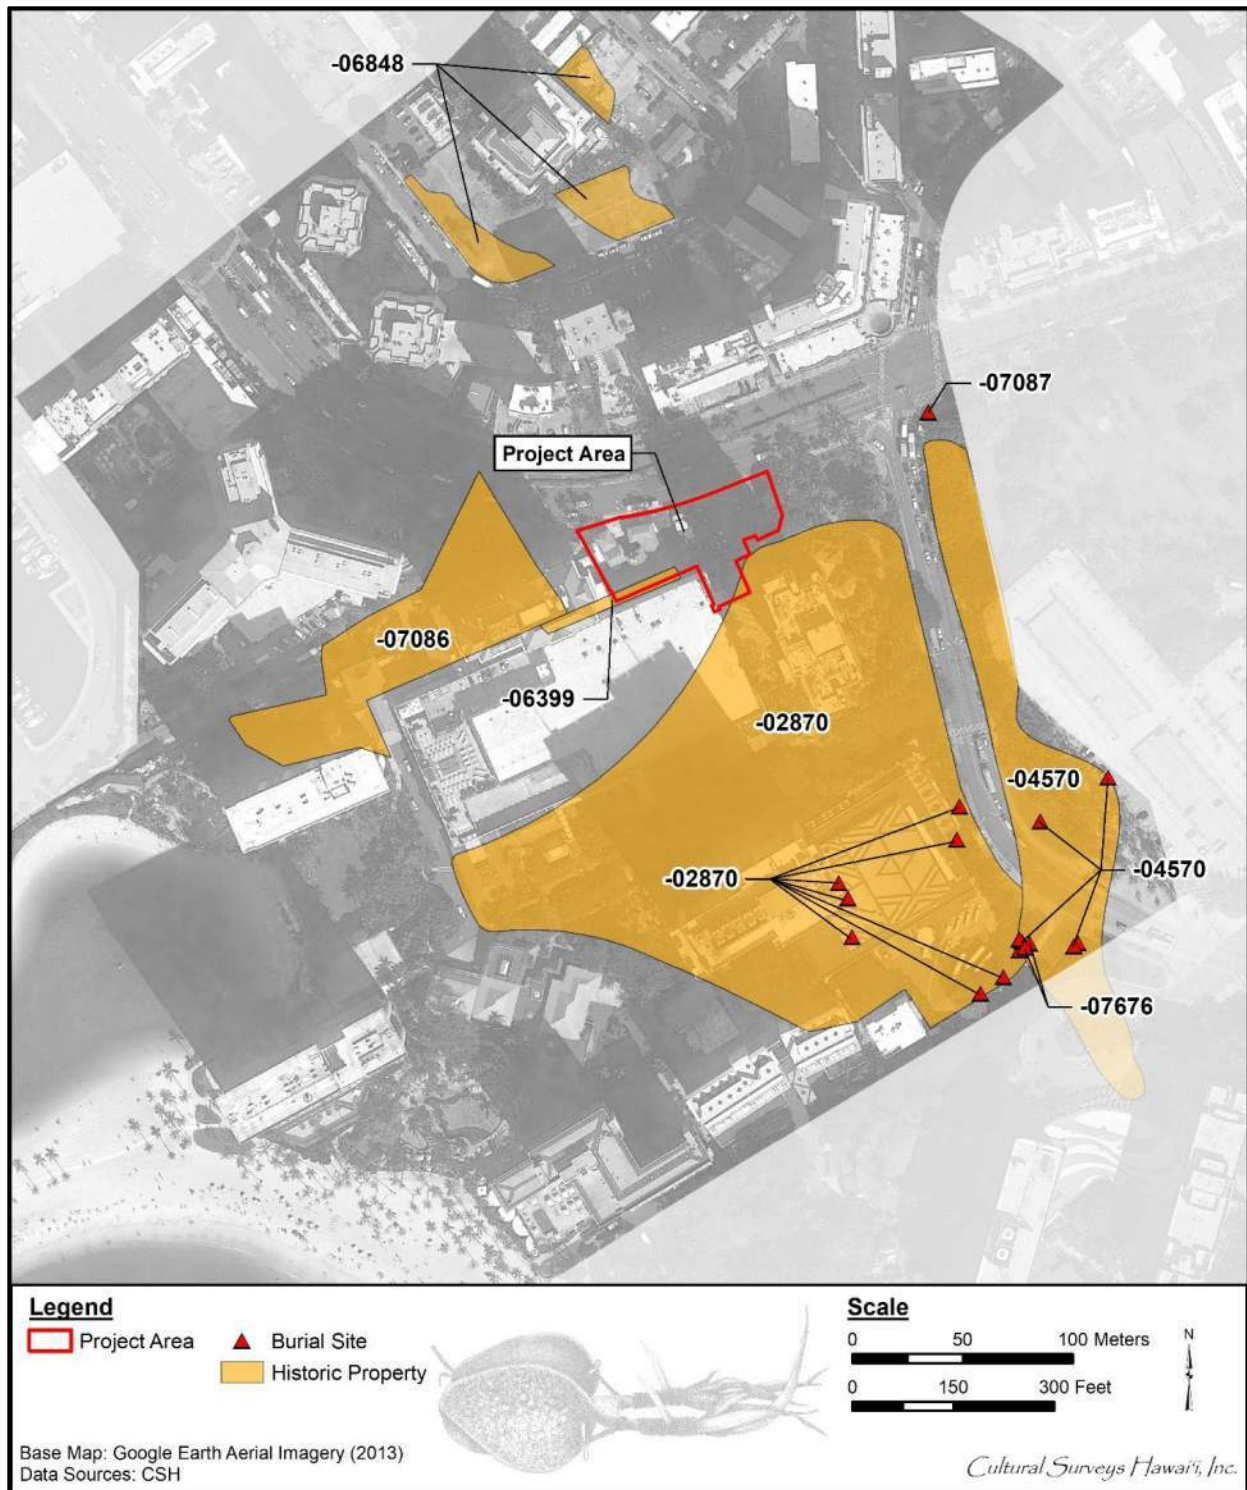 -06848
-07087
Project Area
-07086
-06399
-02870
-04570
-02870
-04570
-07676
Legend
Project Area
Burial Site
Historic Property
Scale
0 50 100 Meters
0 150 300 Feet
N
Base Map: Google Earth Aerial Imagery (2013)
Data Sources: CSH
Cultural Surveys Hawai‘i, Inc.